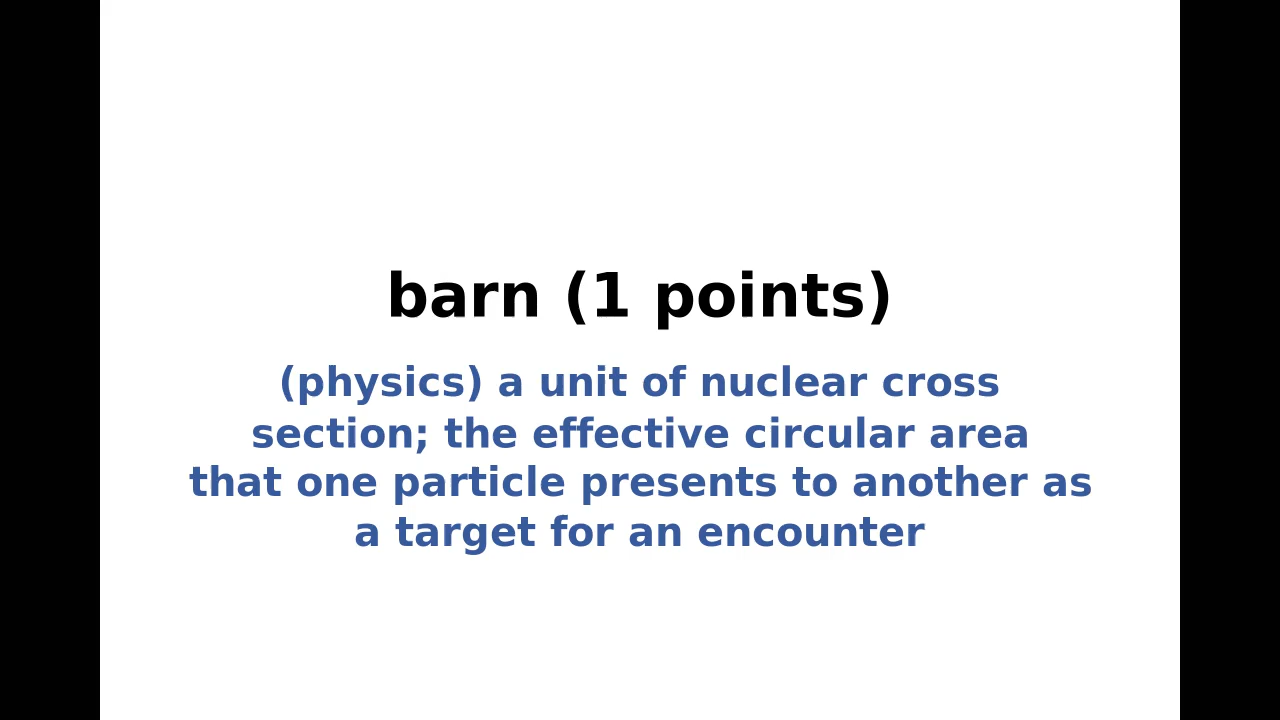 barn (1 points)
(physics) a unit of nuclear cross
section; the effective circular area
that one particle presents to another as
a target for an encounter